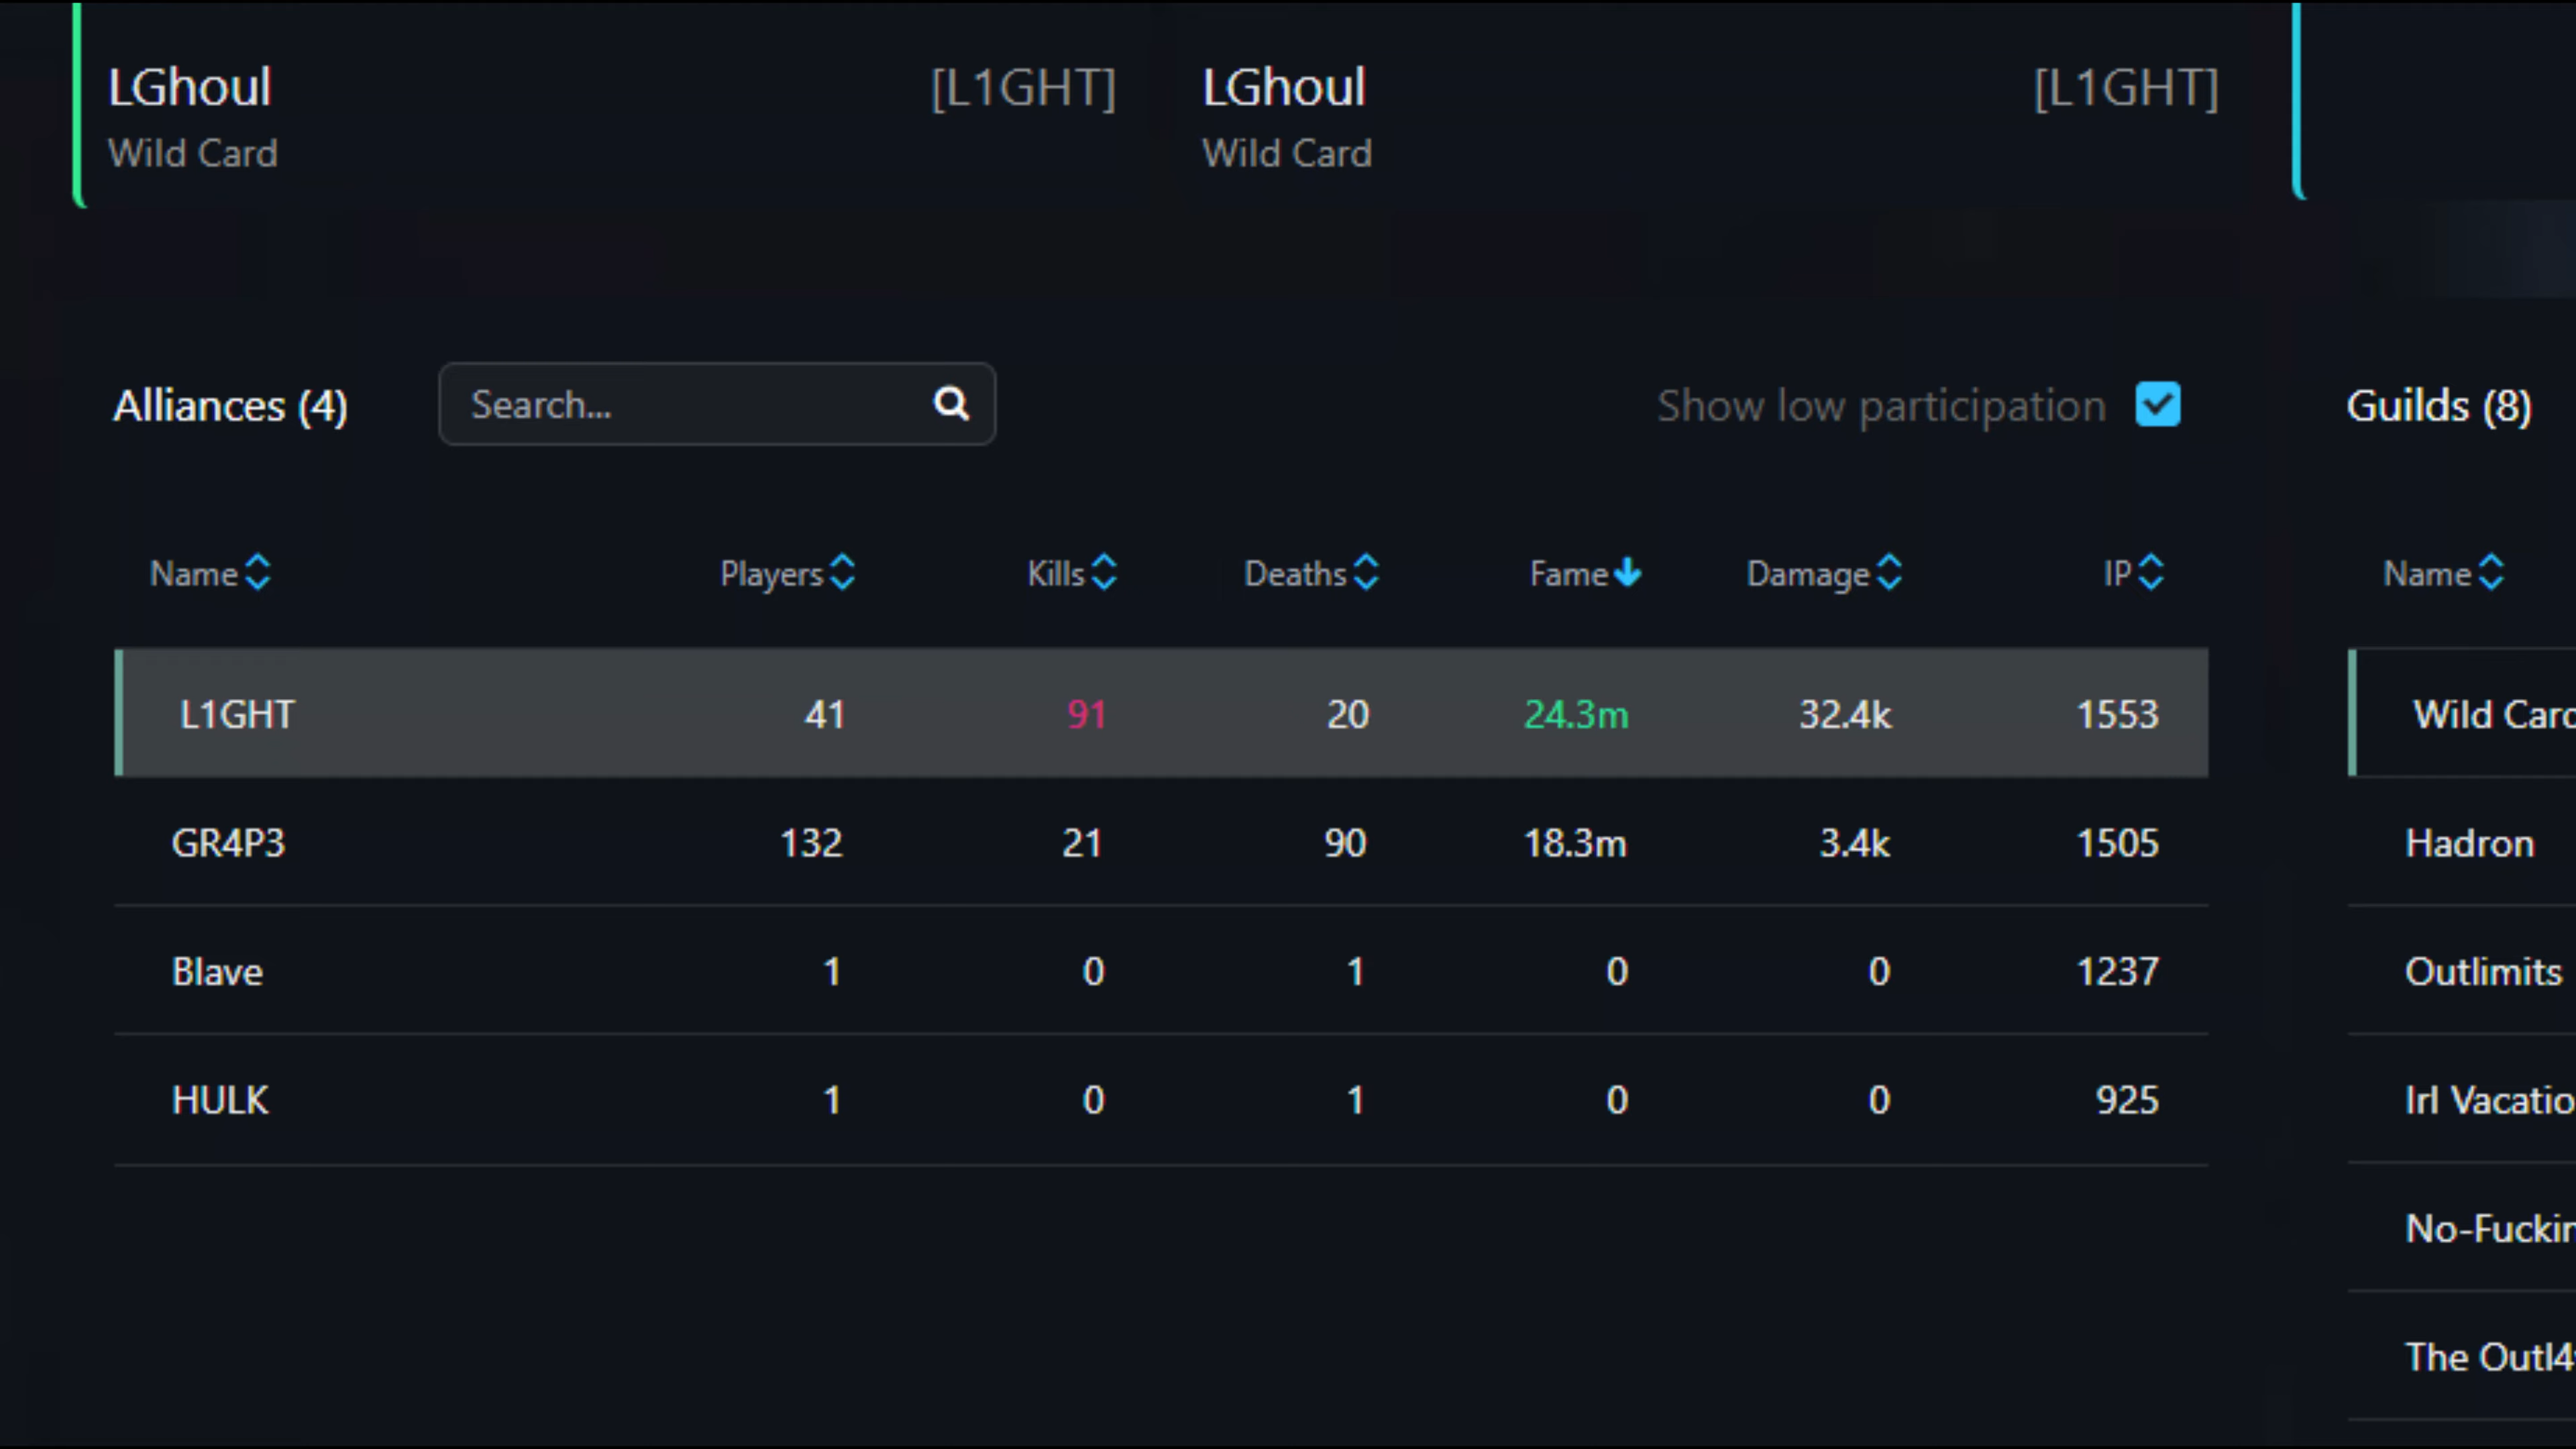 LGhoul [L1GHT] LGhoul [L1GHT]
Wild Card Wild Card
Alliances (4) Search... Show low participation Guilds (8)
Name Players Kills Deaths Fame Damage IP Name
L1GHT 41 91 20 24.3m 32.4k 1553 Wild Card
GR4P3 132 21 90 18.3m 3.4k 1505 Hadron
Blave 1 0 1 0 0 1237 Outlimits
HULK 1 0 1 0 0 925 Irl Vacatio
No-Fuckin
The Outl4